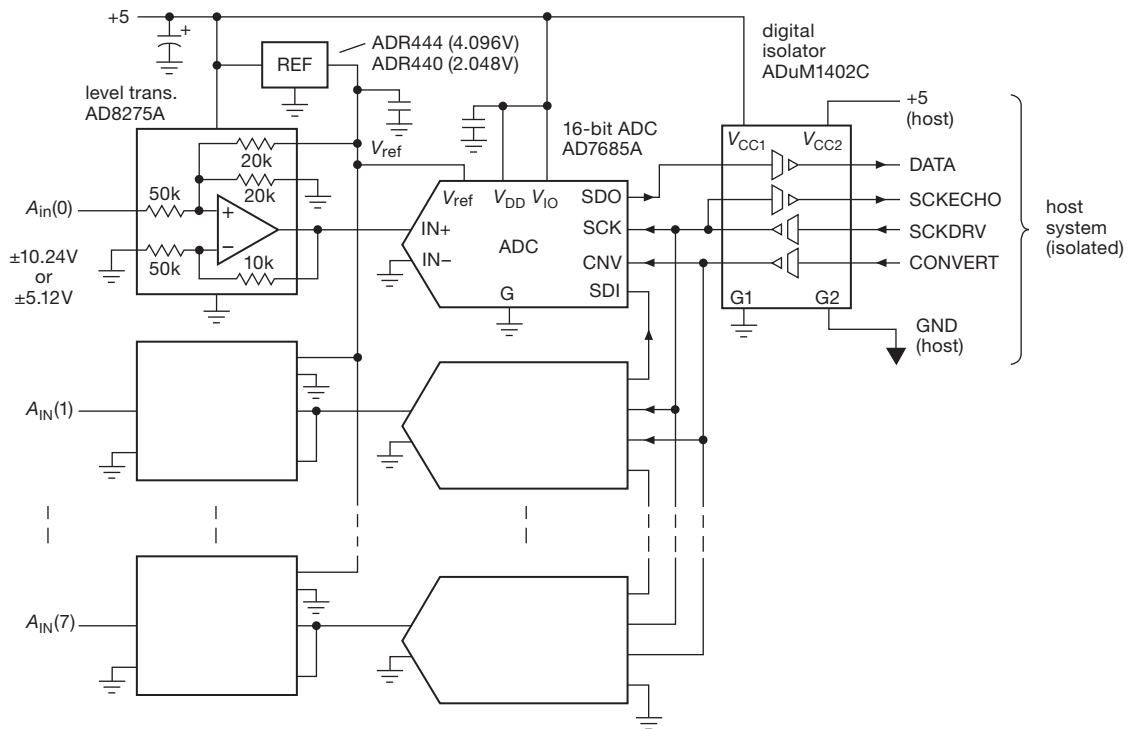 +5
+
REF
ADR444 (4.096V)
ADR440 (2.048V)
level trans.
AD8275A
digital
isolator
ADuM1402C
+5
(host)
16-bit ADC
AD7685A
Vref
20k
20k
50k
50k
10k
+
−
Ain(0)
±10.24V
or
±5.12V
Vref
VDD
VIO
IN+
IN−
ADC
G
SDO
SCK
CNV
SDI
VCC1
VCC2
G1
G2
DATA
SCKECHO
SCKDRV
CONVERT
GND
(host)
host
system
(isolated)
AIN(1)
AIN(7)